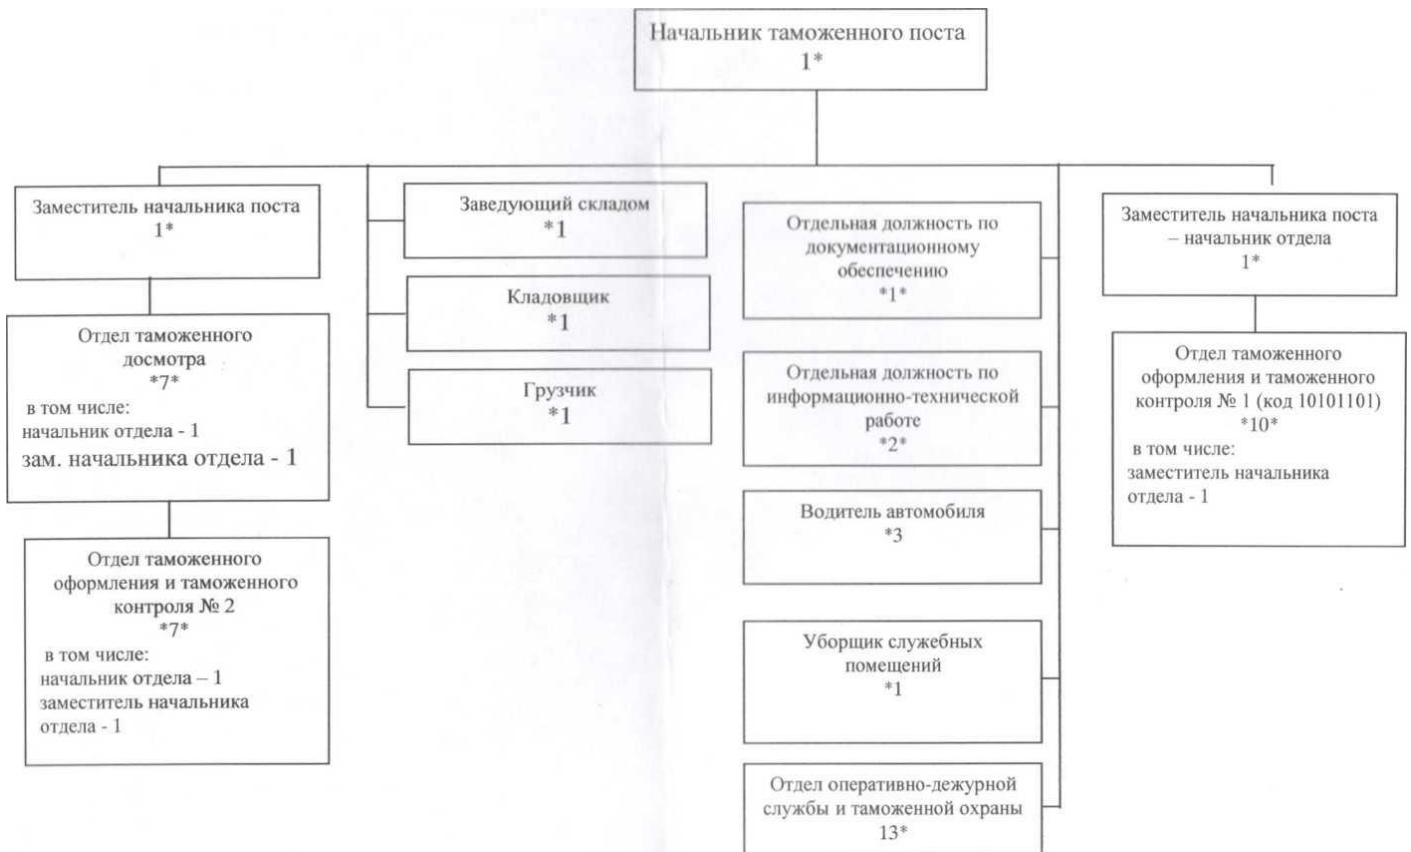 Начальник таможенного поста
1*
Заместитель начальника поста
1*
Отдел таможенного
досмотра
*7*
в том числе:
начальник отдела - 1
зам. начальника отдела - 1
Отдел таможенного
оформления и таможенного
контроля № 2
*7*
в том числе:
начальник отдела – 1
заместитель начальника
отдела - 1
Заведующий складом
*1
Кладовщик
*1
Грузчик
*1
Отдельная должность по
документационному
обеспечению
*1*
Отдельная должность по
информационно-технической
работе
*2*
Водитель автомобиля
*3
Уборщик служебных
помещений
*1
Отдел оперативно-дежурной
службы и таможенной охраны
13*
Заместитель начальника поста
– начальник отдела
1*
Отдел таможенного
оформления и таможенного
контроля № 1 (код 10101101)
*10*
в том числе:
заместитель начальника
отдела - 1